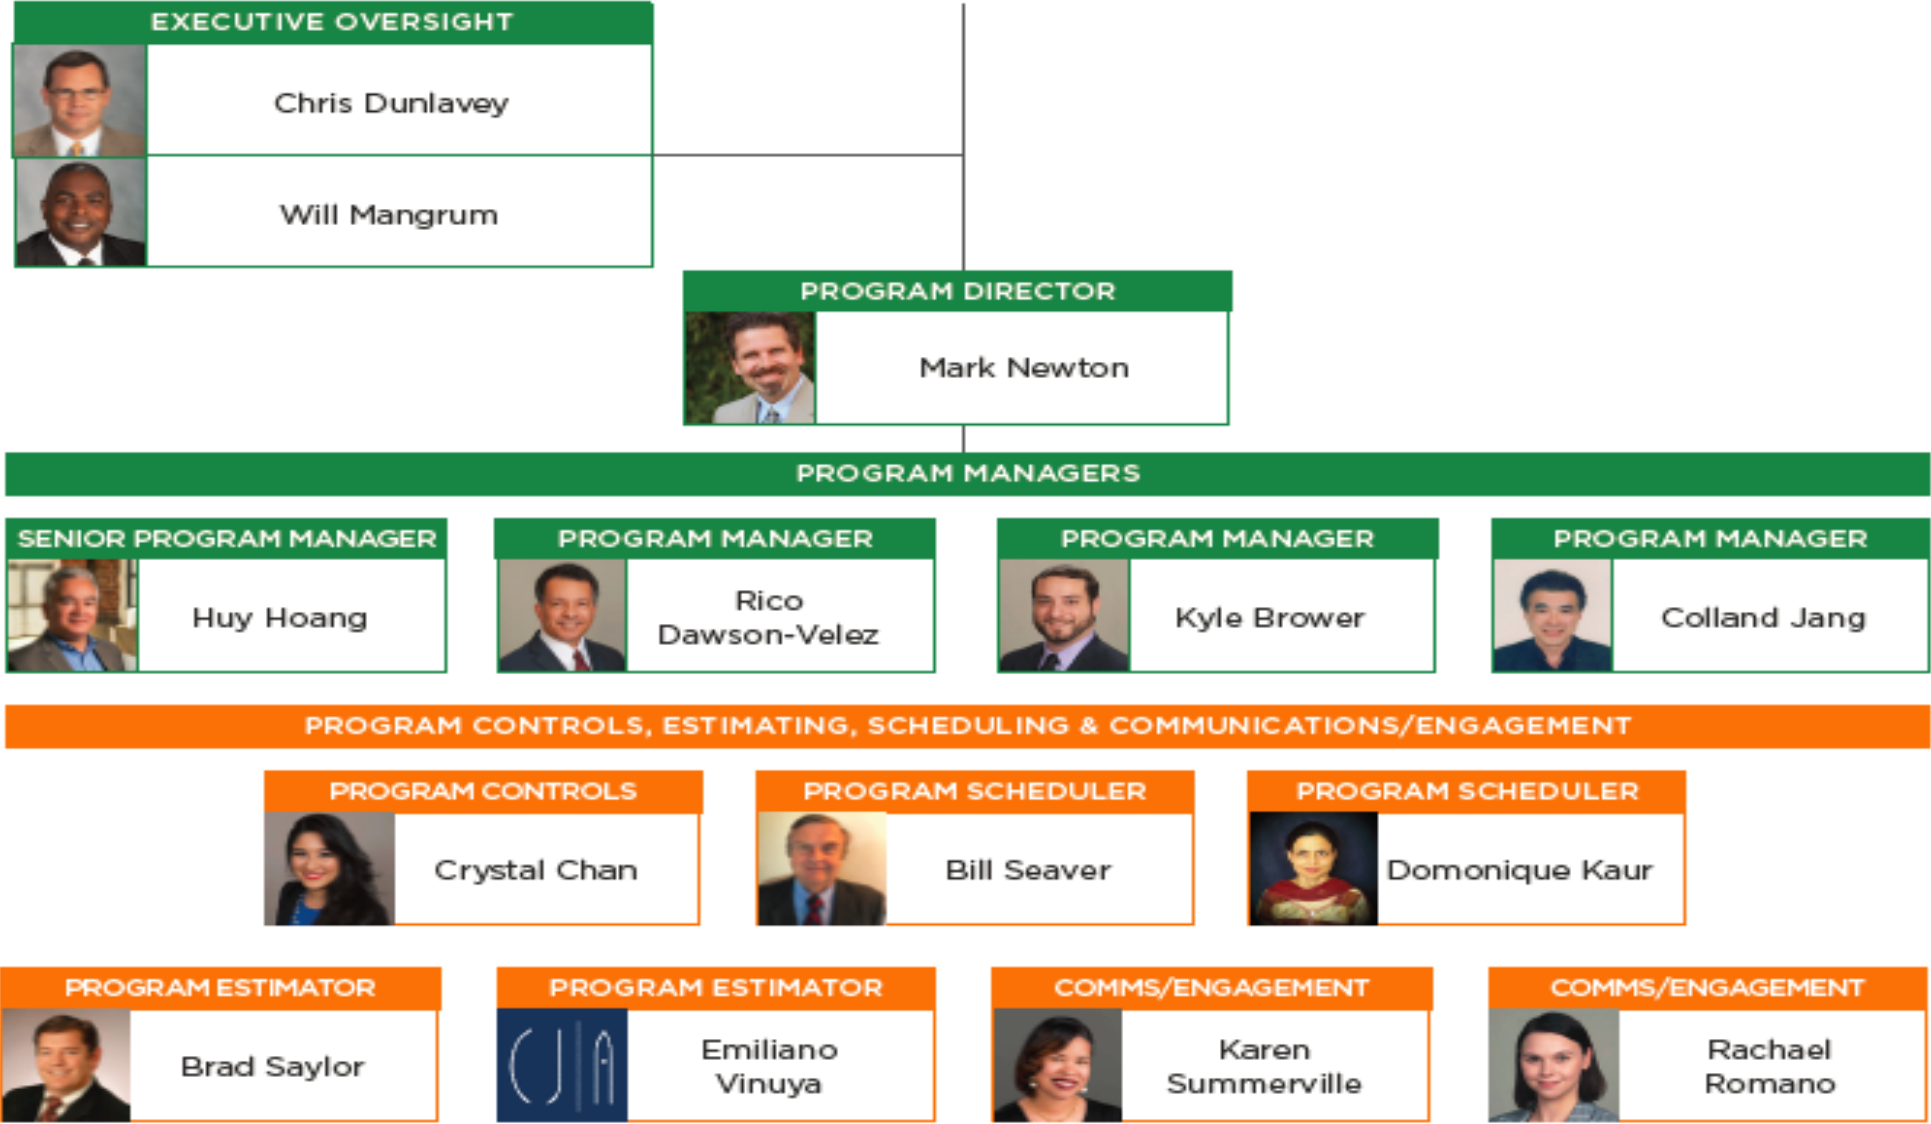 EXECUTIVE OVERSIGHT
Chris Dunlavey
Will Mangrum
PROGRAM DIRECTOR
Mark Newton
PROGRAM MANAGERS
SENIOR PROGRAM MANAGER
Huy Hoang
PROGRAM MANAGER
Rico
Dawson-Velez
PROGRAM MANAGER
Kyle Brower
PROGRAM MANAGER
Colland Jang
PROGRAM CONTROLS, ESTIMATING, SCHEDULING & COMMUNICATIONS/ENGAGEMENT
PROGRAM CONTROLS
Crystal Chan
PROGRAM SCHEDULER
Bill Seaver
PROGRAM SCHEDULER
Domonique Kaur
PROGRAM ESTIMATOR
Brad Saylor
PROGRAM ESTIMATOR
CJA
Emiliano
Vinuya
COMMS/ENGAGEMENT
Karen
Summerville
COMMS/ENGAGEMENT
Rachael
Romano